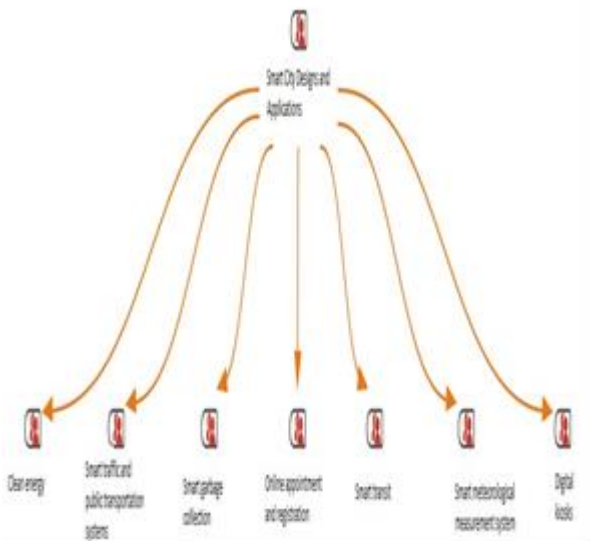 Smart City Designs and
Applications
Clean energy
Smart traffic and
public transportation
systems
Smart garbage
collection
Online appointment
and registration
Smart transit
Smart meteorological
measurement system
Digital
kiosks